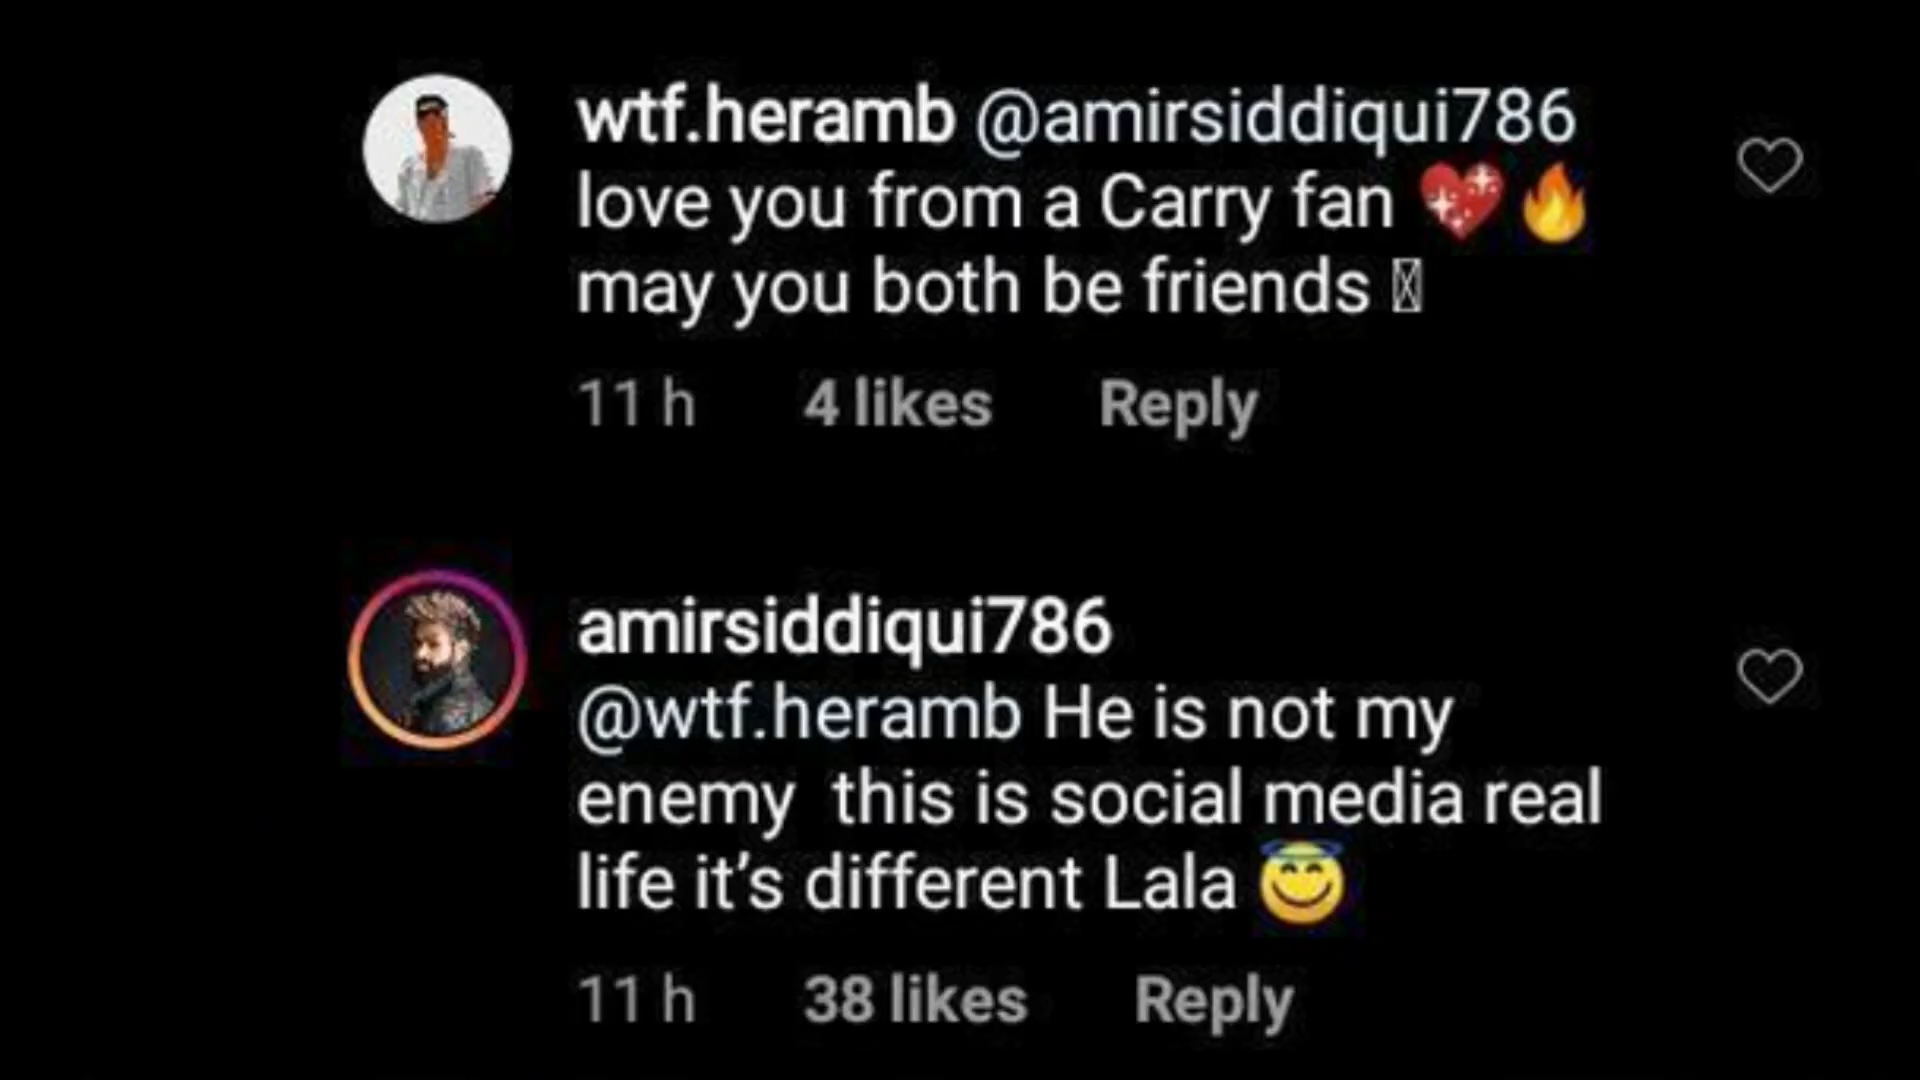 wtf.heramb @amirsiddiqui786
love you from a Carry fan 💖🔥
may you both be friends
11 h 4 likes Reply
amirsiddiqui786
@wtf.heramb He is not my
enemy  this is social media real
life it’s different Lala 😇
11 h 38 likes Reply